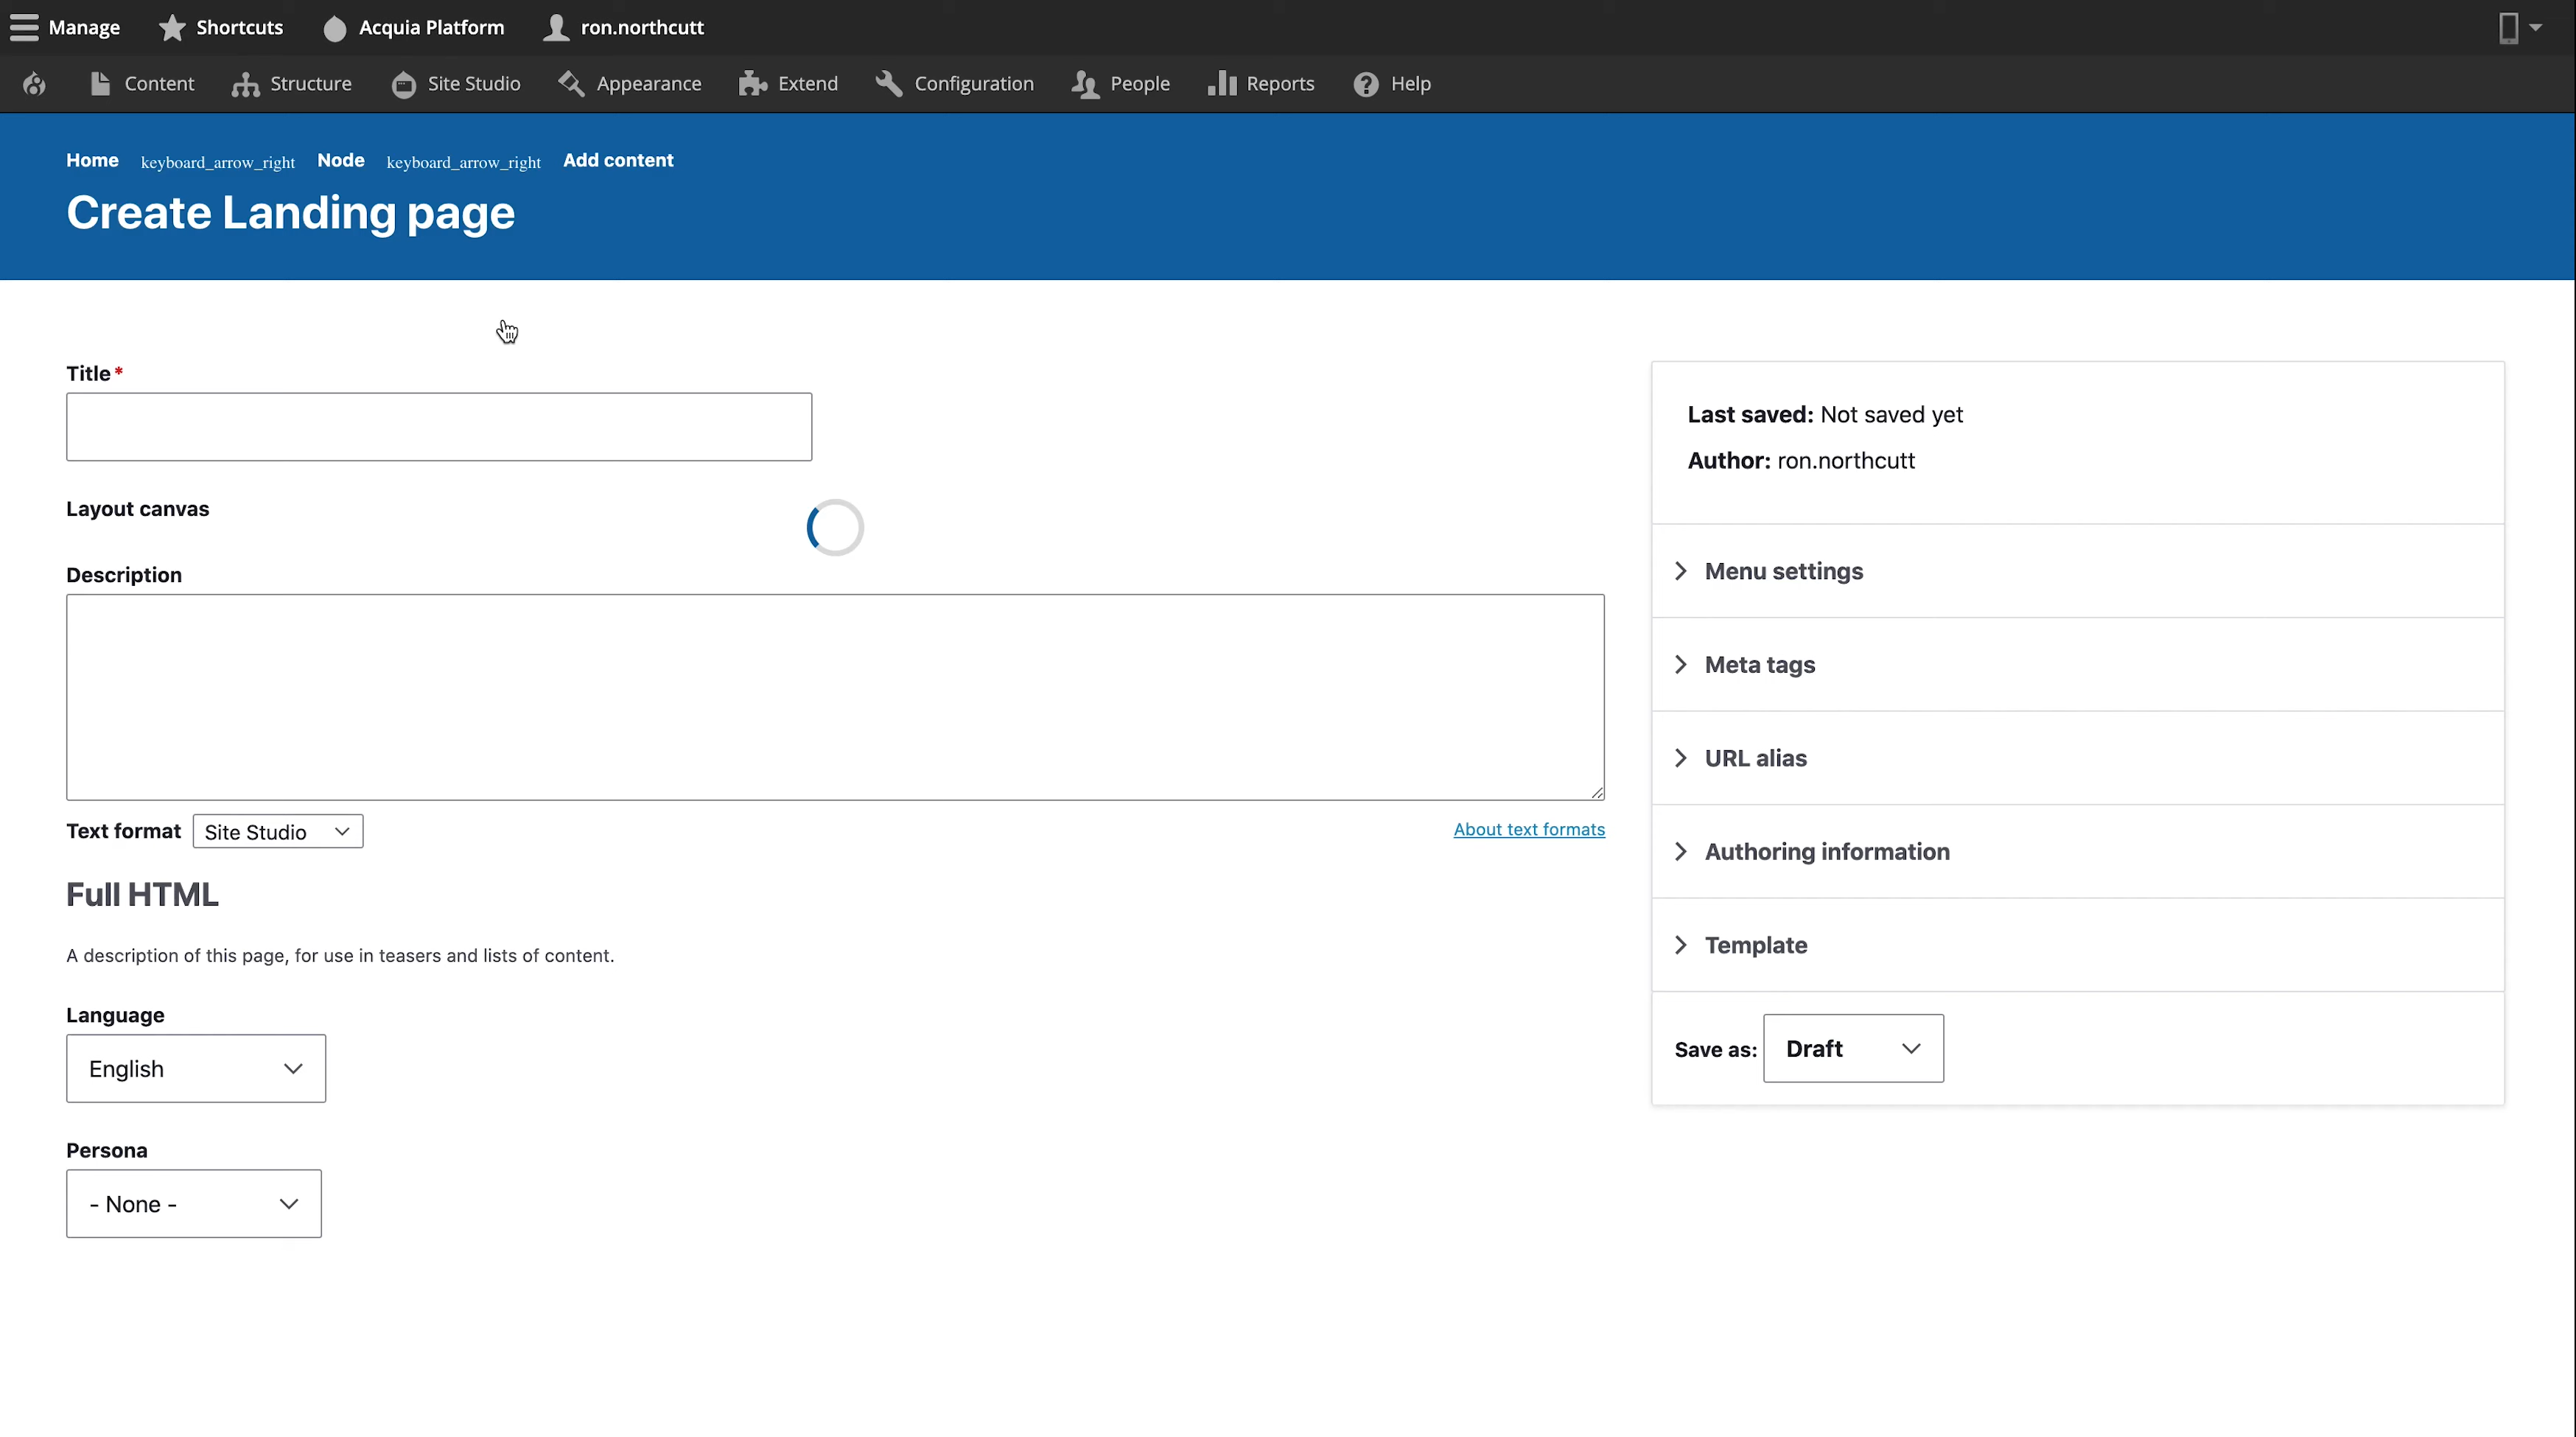 Manage Shortcuts Acquia Platform ron.northcutt
Content Structure Site Studio Appearance Extend Configuration People Reports Help
Home keyboard_arrow_right Node keyboard_arrow_right Add content
Create Landing page
Title*
Layout canvas
Description
Text format Site Studio About text formats
Full HTML
A description of this page, for use in teasers and lists of content.
Language
English
Persona
- None -
Last saved: Not saved yet
Author: ron.northcutt
Menu settings
Meta tags
URL alias
Authoring information
Template
Save as: Draft